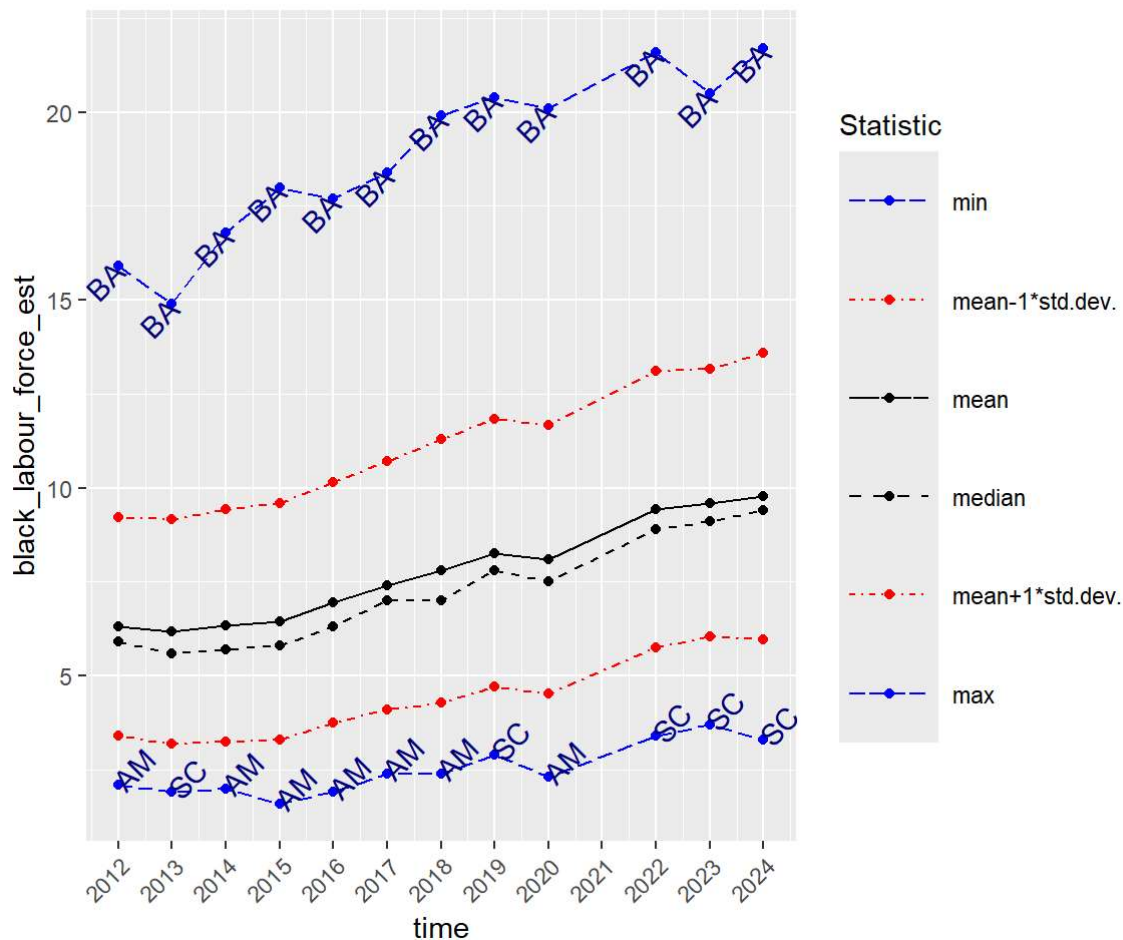 BA BA BA BA BA BA BA BA BA BA BA BA
20
15
10
5
AM SC AM AM AM AM AM SC AM SC SC SC
2012 2013 2014 2015 2016 2017 2018 2019 2020 2021 2022 2023 2024
time
black_labour_force_est
Statistic
min
mean-1*std.dev.
mean
median
mean+1*std.dev.
max